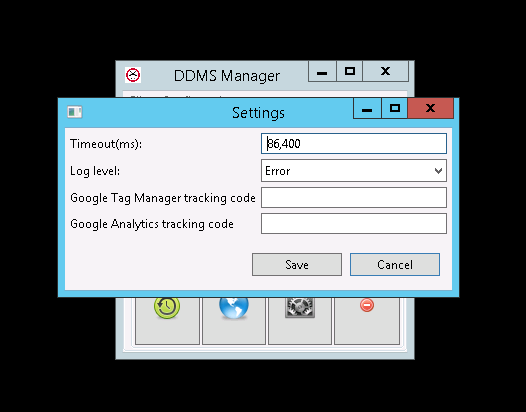 DDMS Manager
Settings
Timeout(ms): 86,400
Log level: Error
Google Tag Manager tracking code
Google Analytics tracking code
Save Cancel